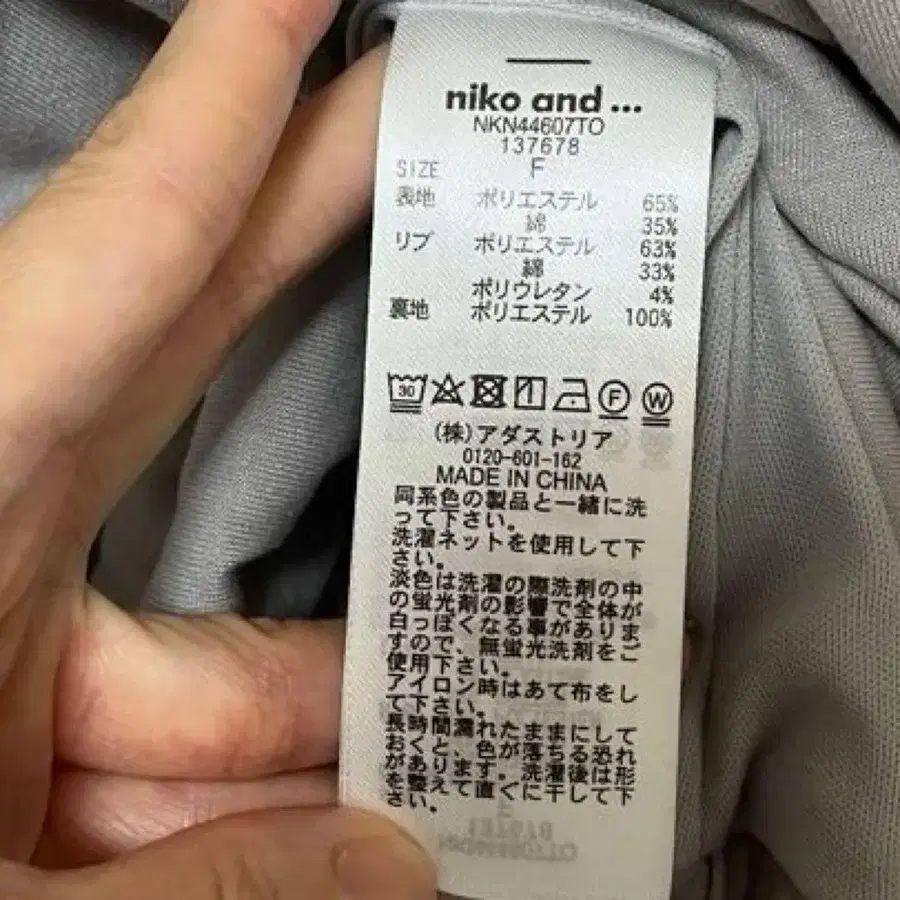 niko and ...
NKN44607TO
137678
SIZE F
表地 ポリエステル 65%
綿 35%
リブ ポリエステル 63%
綿 33%
ポリウレタン 4%
裏地 ポリエステル 100%
30 F W
(株)アダストリア
0120-601-162
MADE IN CHINA
同系色の製品と一緒に洗
って下さい。
洗濯ネットを使用して下
さい。
淡色は洗濯の際洗剤の中
の蛍光剤の影響で全体が
白っぽくなる事がありま
すので、無蛍光洗剤をご
使用下さい。
アイロン時はあて布をし
て下さい。
長時間濡れたままにして
おくと、色が落ちる恐れ
があります。洗濯後は形
を整えて直ぐに干して下
さい。